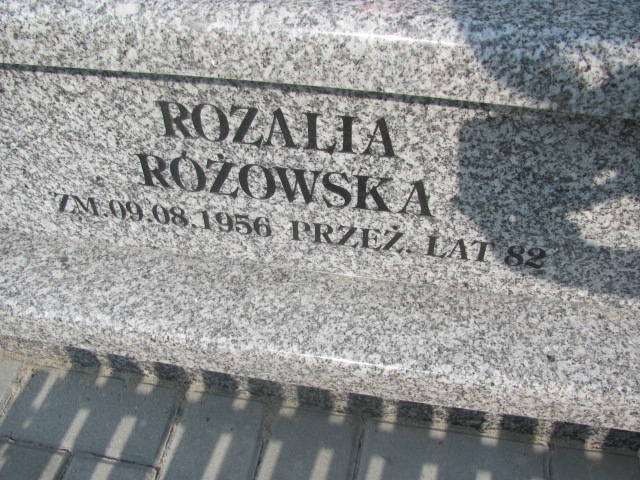 ROZALIA
RÓŻOWSKA
ZM. 09.08.1956 PRZEŻ. LAT 82